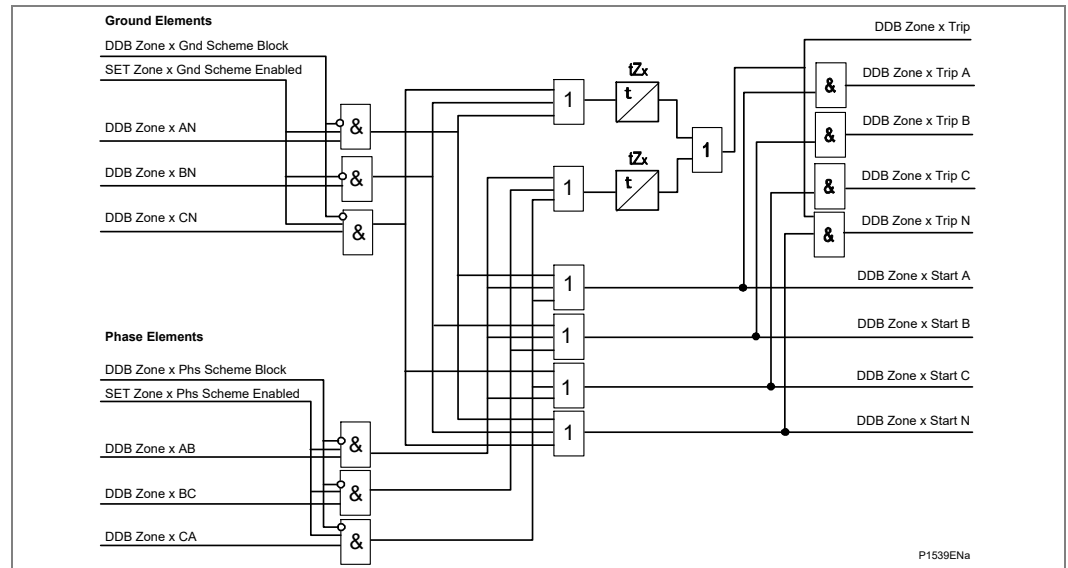 Ground Elements
DDB Zone x Gnd Scheme Block
SET Zone x Gnd Scheme Enabled
DDB Zone x AN
DDB Zone x BN
DDB Zone x CN
&
&
&
Phase Elements
DDB Zone x Phs Scheme Block
SET Zone x Phs Scheme Enabled
DDB Zone x AB
DDB Zone x BC
DDB Zone x CA
&
&
&
1
tZx
t
1
tZx
t
1
1
1
1
1
DDB Zone x Trip
& DDB Zone x Trip A
& DDB Zone x Trip B
& DDB Zone x Trip C
& DDB Zone x Trip N
DDB Zone x Start A
DDB Zone x Start B
DDB Zone x Start C
DDB Zone x Start N
P1539ENa